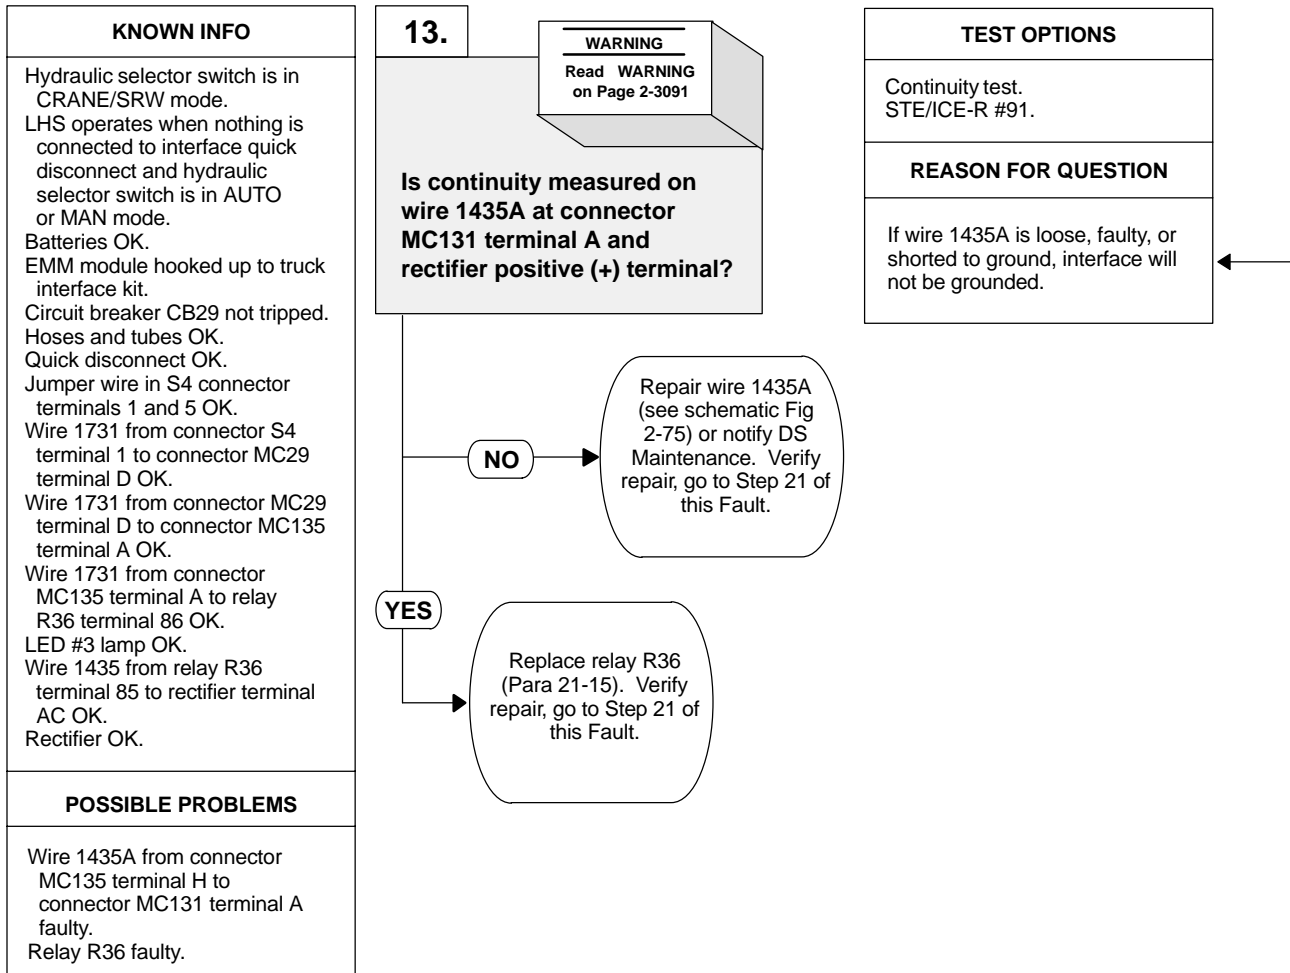 KNOWN INFO
Hydraulic selector switch is in
CRANE/SRW mode.
LHS operates when nothing is
connected to interface quick
disconnect and hydraulic
selector switch is in AUTO
or MAN mode.
Batteries OK.
EMM module hooked up to truck
interface kit.
Circuit breaker CB29 not tripped.
Hoses and tubes OK.
Quick disconnect OK.
Jumper wire in S4 connector
terminals 1 and 5 OK.
Wire 1731 from connector S4
terminal 1 to connector MC29
terminal D OK.
Wire 1731 from connector MC29
terminal D to connector MC135
terminal A OK.
Wire 1731 from connector
MC135 terminal A to relay
R36 terminal 86 OK.
LED #3 lamp OK.
Wire 1435 from relay R36
terminal 85 to rectifier terminal
AC OK.
Rectifier OK.
POSSIBLE PROBLEMS
Wire 1435A from connector
MC135 terminal H to
connector MC131 terminal A
faulty.
Relay R36 faulty.
13.
WARNING
Read WARNING
on Page 2-3091
Is continuity measured on
wire 1435A at connector
MC131 terminal A and
rectifier positive (+) terminal?
NO
Repair wire 1435A
(see schematic Fig
2-75) or notify DS
Maintenance. Verify
repair, go to Step 21 of
this Fault.
YES
Replace relay R36
(Para 21-15). Verify
repair, go to Step 21 of
this Fault.
TEST OPTIONS
Continuity test.
STE/ICE-R #91.
REASON FOR QUESTION
If wire 1435A is loose, faulty, or
shorted to ground, interface will
not be grounded.